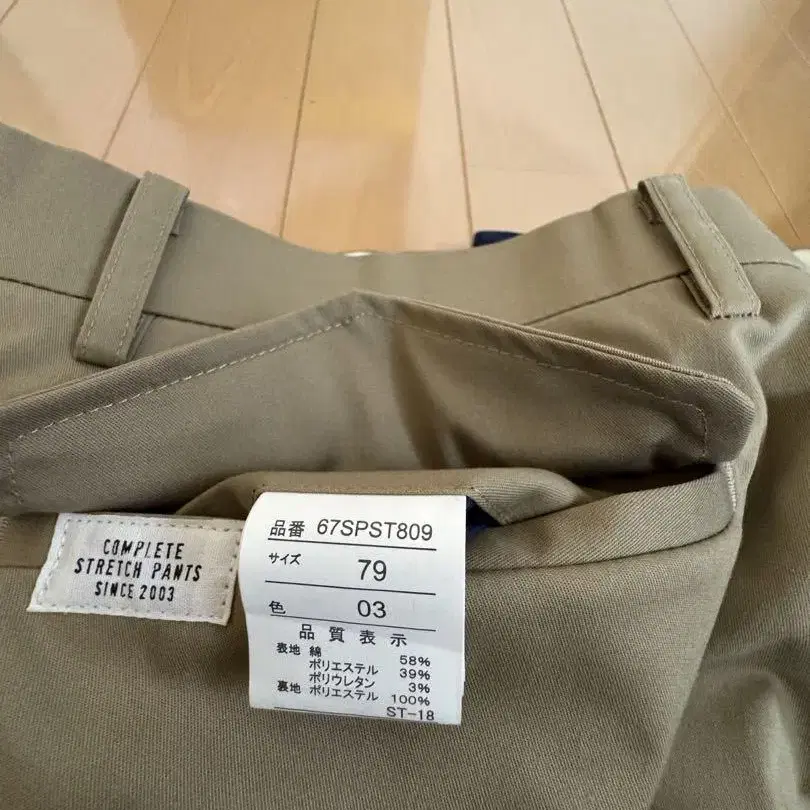 COMPLETE
STRETCH PANTS
SINCE 2003
品番 67SPST809
サイズ 79
色 03
品質表示
表地 綿 58%
ポリエステル 39%
ポリウレタン 3%
裏地 ポリエステル 100%
ST-18